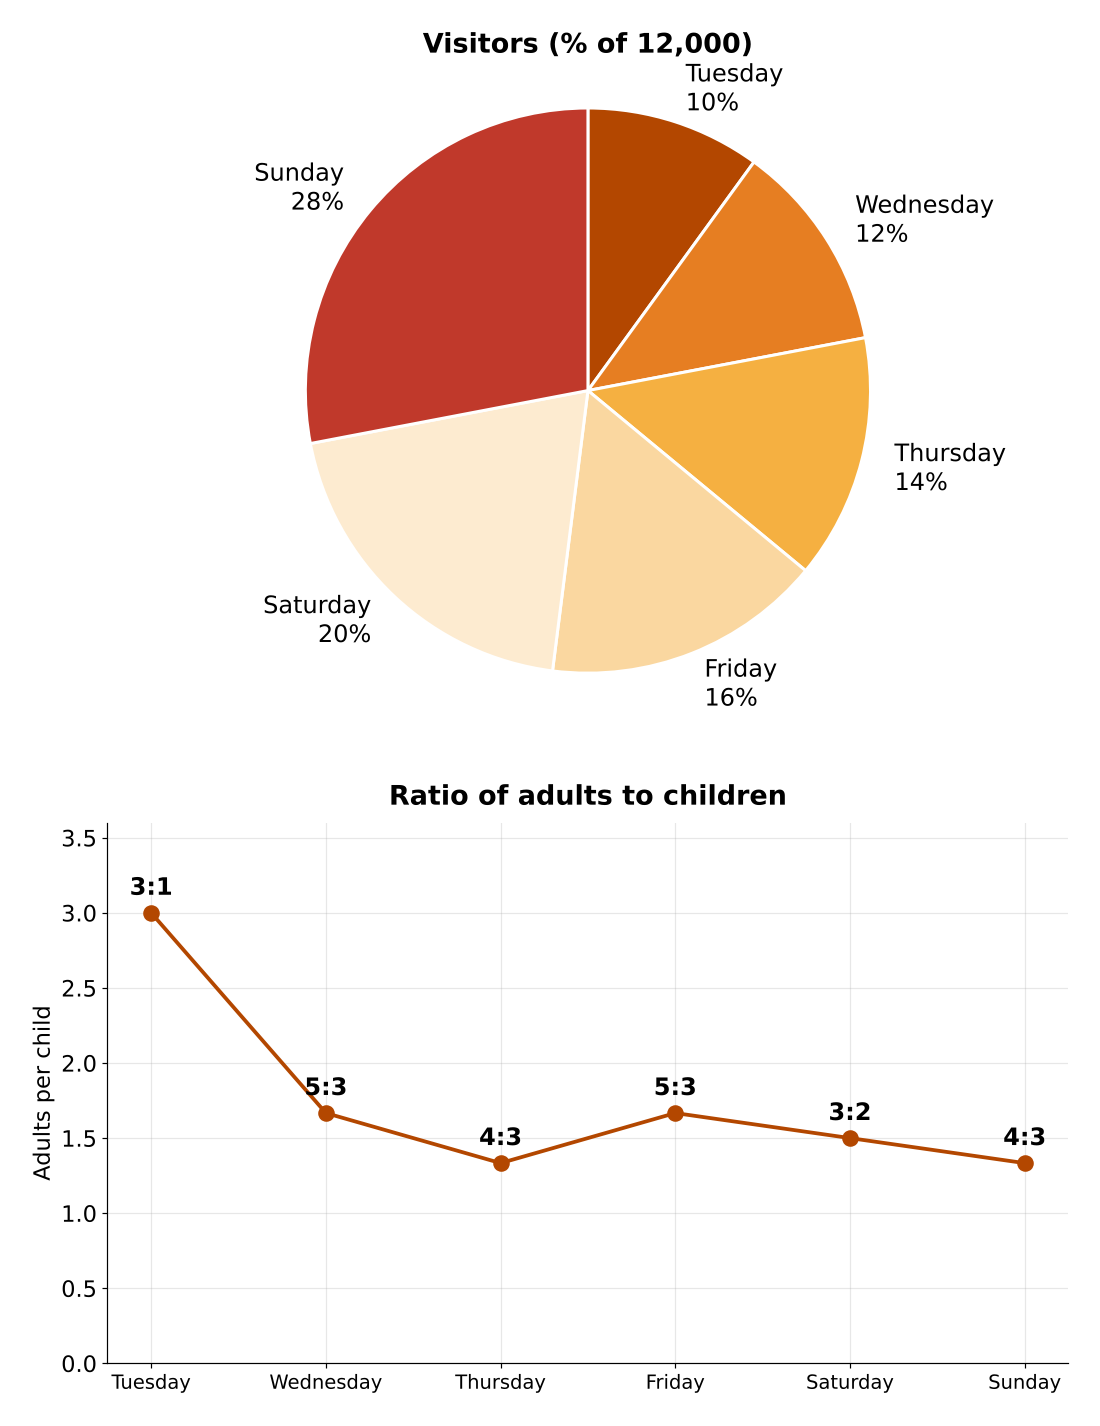 Visitors (% of 12,000)
Tuesday
10%
Wednesday
12%
Thursday
14%
Friday
16%
Saturday
20%
Sunday
28%
Ratio of adults to children
Adults per child
3.5
3.0
2.5
2.0
1.5
1.0
0.5
0.0
3:1
5:3
4:3
5:3
3:2
4:3
Tuesday
Wednesday
Thursday
Friday
Saturday
Sunday